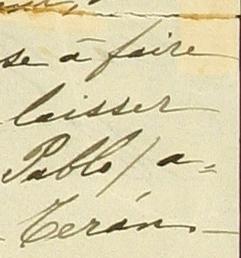 se à faire
laisser
Pablo / a=
Terán